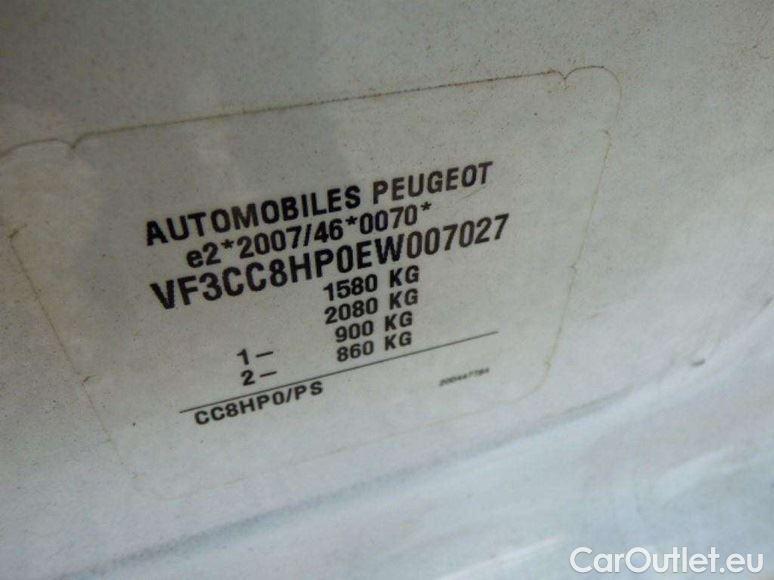 AUTOMOBILES PEUGEOT
e2*2007/46*0070*
VF3CC8HP0EW007027
1580 KG
2080 KG
1- 900 KG
2- 860 KG
CC8HP0/PS
CarOutlet.eu